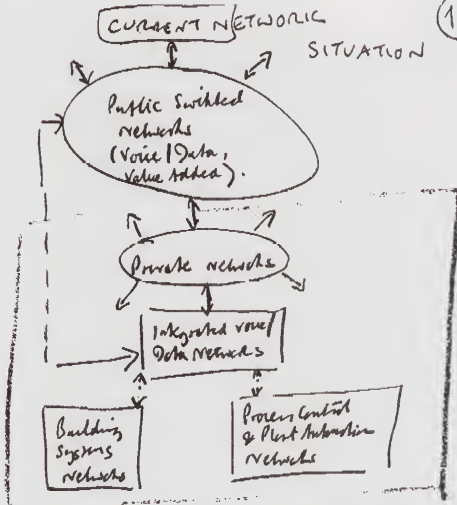 CURRENT NETWORK
SITUATION
1
Public Switched
Networks
(Voice/Data,
Value Added).
Private Networks
Integrated Voice/
Data Networks
Building
Systems
Networks
Process Control
& Plant Automation
Networks